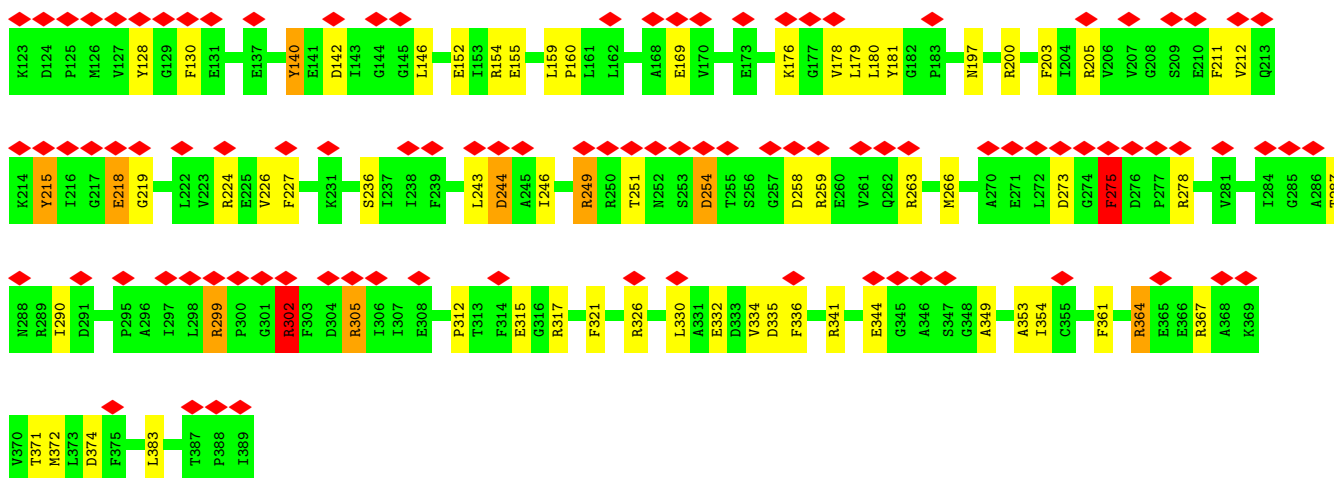 K123 D124 P125 M126 V127 Y128 G129 F130 E131 E137 Y140 E141 D142 I143 G144 G145 L146 E152 I153 R154 E155 L159 P160 L161 L162 A168 E169 V170 E173 K176 G177 V178 L179 L180 Y181 G182 P183 N197 R200 F203 I204 R205 V206 V207 G208 S209 E210 F211 V212 Q213
K214 Y215 I216 G217 E218 G219 L222 V223 R224 E225 V226 F227 K231 S236 I237 I238 F239 L243 D244 A245 I246 R249 R250 T251 N252 S253 D254 T255 S256 G257 D258 R259 E260 V261 Q262 R263 M266 A270 E271 L272 D273 G274 F275 D276 P277 R278 V281 I284 G285 A286 T287
N288 R289 I290 D291 P295 A296 I297 L298 R299 P300 G301 R302 F303 D304 R305 I306 I307 E308 P312 T313 F314 E315 G316 R317 F321 R326 L330 A331 E332 D333 V334 D335 F336 R341 E344 G345 A346 S347 G348 A349 A353 I354 C355 F361 R364 E365 E366 R367 A368 K369
V370 T371 M372 L373 D374 F375 L383 T387 P388 I389